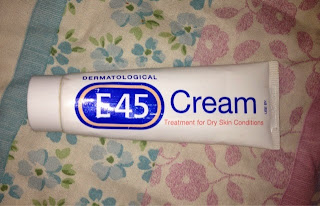 DERMATOLOGICAL
E45 Cream
Treatment for Dry Skin Conditions